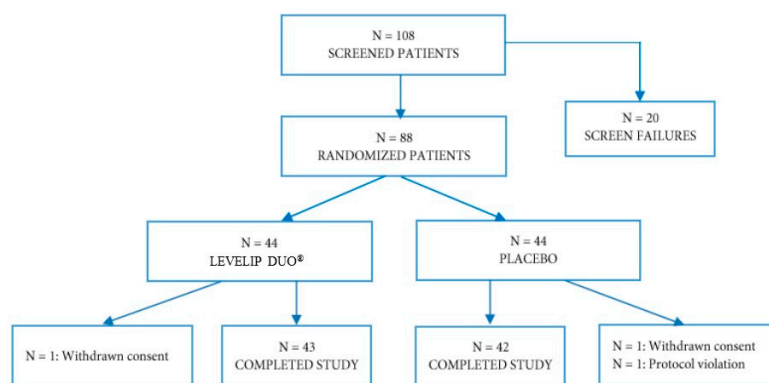 N = 108
SCREENED PATIENTS
N = 20
SCREEN FAILURES
N = 88
RANDOMIZED PATIENTS
N = 44
LEVELIP DUO®
N = 44
PLACEBO
N = 1: Withdrawn consent
N = 43
COMPLETED STUDY
N = 42
COMPLETED STUDY
N = 1: Withdrawn consent
N = 1: Protocol violation